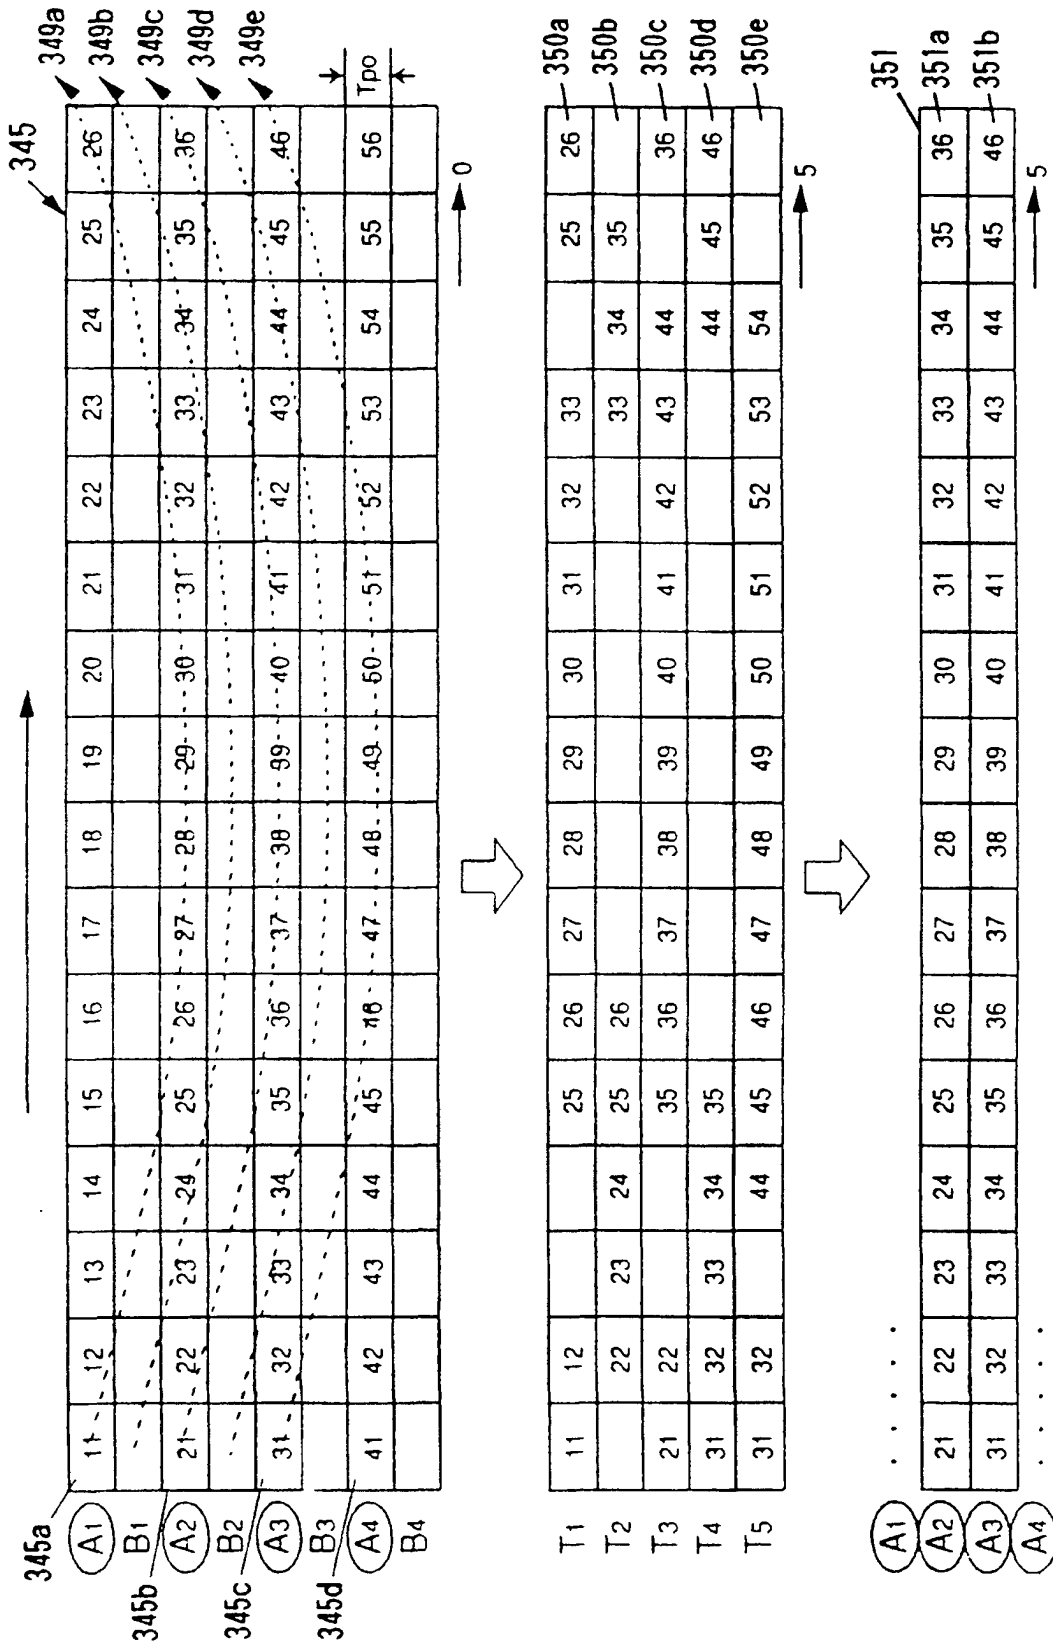 345
345a
A1 11 12 13 14 15 16 17 18 19 20 21 22 23 24 25 26 349a
B1 349b
345b
A2 21 22 23 24 25 26 27 28 29 30 31 32 33 34 35 36 349c
B2 349d
345c
A3 31 32 33 34 35 36 37 38 39 40 41 42 43 44 45 46 349e
B3
345d
A4 41 42 43 44 45 46 47 48 49 50 51 52 53 54 55 56 Tpo
B4
0
T1 11 12 25 26 27 28 29 30 31 32 33 25 26 350a
T2 22 23 24 25 26 33 34 35 350b
T3 21 22 35 36 37 38 39 40 41 42 43 44 36 350c
T4 31 32 33 34 35 44 45 46 350d
T5 31 32 44 45 46 47 48 49 50 51 52 53 54 350e
5
A1 . . . . 351
A2 21 22 23 24 25 26 27 28 29 30 31 32 33 34 35 36 351a
A3 31 32 33 34 35 36 37 38 39 40 41 42 43 44 45 46 351b
A4 . . . .
5